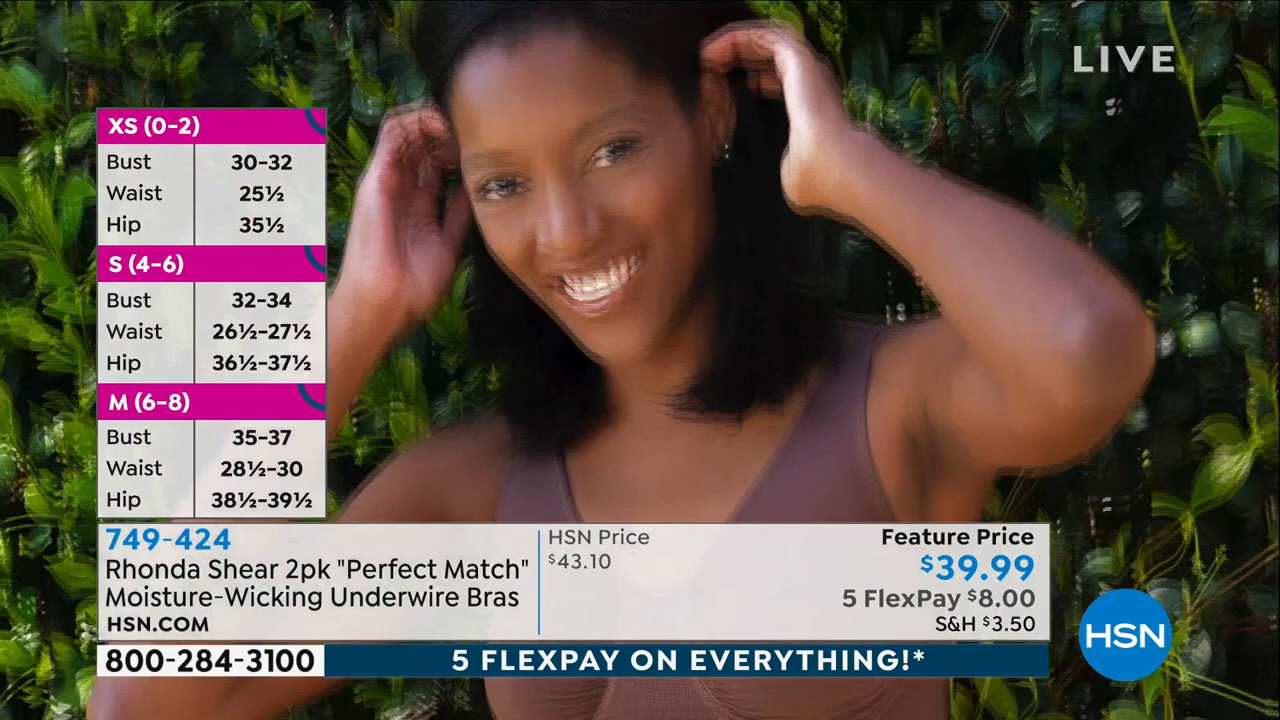 LIVE
XS (0-2)
Bust 30-32
Waist 25½
Hip 35½
S (4-6)
Bust 32-34
Waist 26½-27½
Hip 36½-37½
M (6-8)
Bust 35-37
Waist 28½-30
Hip 38½-39½
749-424
Rhonda Shear 2pk "Perfect Match"
Moisture-Wicking Underwire Bras
HSN.COM
HSN Price
$43.10
Feature Price
$39.99
5 FlexPay $8.00
S&H $3.50
HSN
800-284-3100
5 FLEXPAY ON EVERYTHING!*